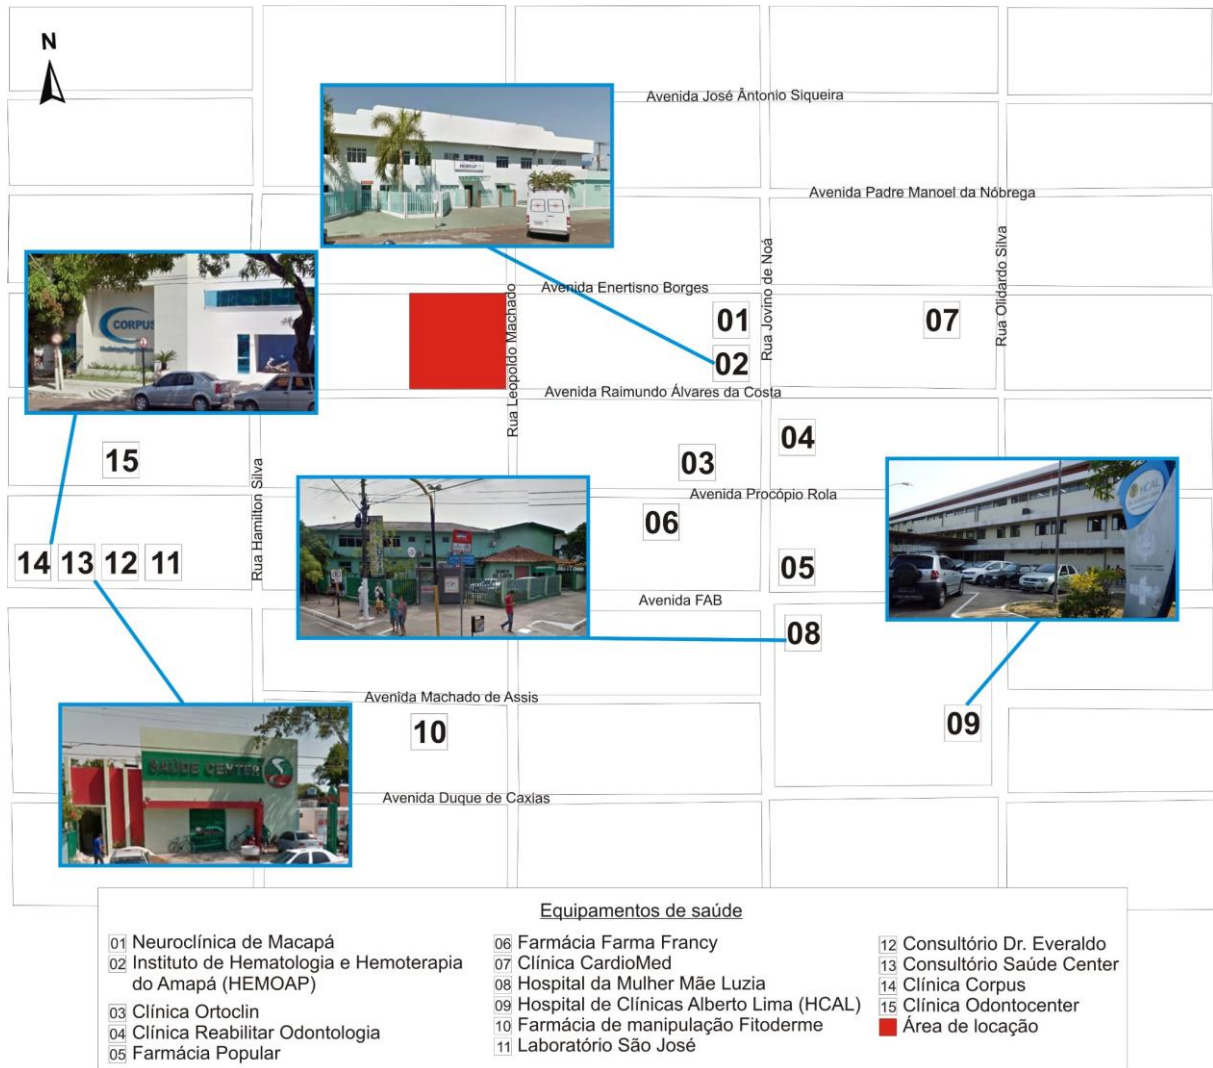 N
Avenida José Ântonio Siqueira
HEMOAP
Avenida Padre Manoel da Nóbrega
Rua Leopoldo Machado
Rua Jovino de Noá
Rua Olidardo Silva
CORPUS
Avenida Enertisno Borges
01
07
02
Avenida Raimundo Álvares da Costa
04
15
03
Rua Hamilton Silva
Avenida Procópio Rola
HCAL
06
14
13
12
11
05
Avenida FAB
08
Avenida Machado de Assis
10
09
SAÚDE CENTER
Avenida Duque de Caxias
Equipamentos de saúde
01 Neuroclínica de Macapá
02 Instituto de Hematologia e Hemoterapia
do Amapá (HEMOAP)
03 Clínica Ortoclin
04 Clínica Reabilitar Odontologia
05 Farmácia Popular
06 Farmácia Farma Francy
07 Clínica CardioMed
08 Hospital da Mulher Mãe Luzia
09 Hospital de Clínicas Alberto Lima (HCAL)
10 Farmácia de manipulação Fitoderme
11 Laboratório São José
12 Consultório Dr. Everaldo
13 Consultório Saúde Center
14 Clínica Corpus
15 Clínica Odontocenter
Área de locação